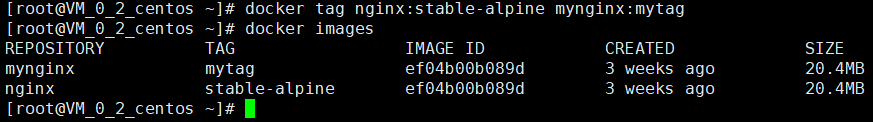 [root@VM_0_2_centos ~]# docker tag nginx:stable-alpine mynginx:mytag
[root@VM_0_2_centos ~]# docker images
REPOSITORY          TAG                 IMAGE ID            CREATED             SIZE
mynginx             mytag               ef04b00b089d        3 weeks ago         20.4MB
nginx               stable-alpine       ef04b00b089d        3 weeks ago         20.4MB
[root@VM_0_2_centos ~]#